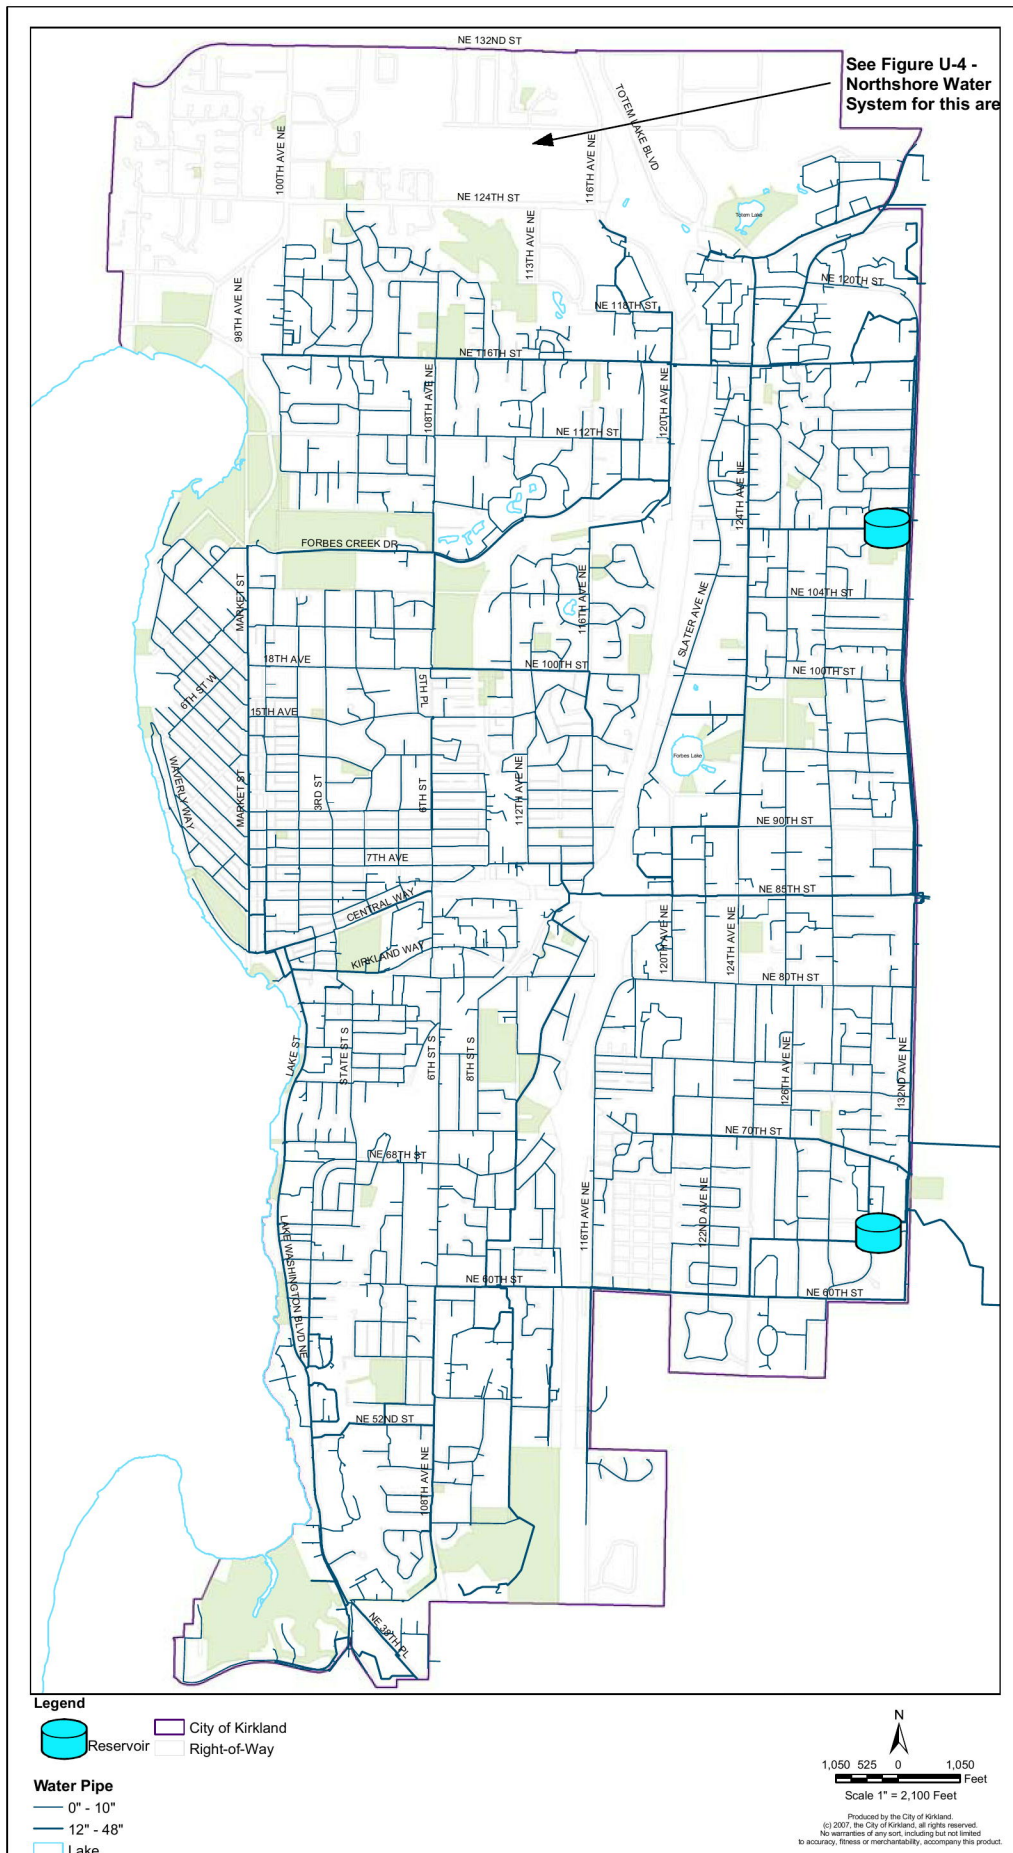 NE 132ND ST
See Figure U-4 -
Northshore Water
System for this are
TOTEM LAKE BLVD
100TH AVE NE
116TH AVE NE
NE 124TH ST
Totem Lake
113TH AVE NE
98TH AVE NE
NE 120TH ST
NE 118TH ST
NE 116TH ST
108TH AVE NE
120TH AVE NE
NE 112TH ST
124TH AVE NE
FORBES CREEK DR
MARKET ST
116TH AVE NE
SLATER AVE NE
NE 104TH ST
18TH AVE
NE 100TH ST
NE 100TH ST
6TH ST W
5TH PL
15TH AVE
WAVERLY WAY
MARKET ST
3RD ST
6TH ST
112TH AVE NE
Forbes Lake
NE 90TH ST
7TH AVE
NE 85TH ST
CENTRAL WAY
120TH AVE NE
124TH AVE NE
KIRKLAND WAY
NE 80TH ST
LAKE ST
STATE ST S
6TH ST S
8TH ST S
126TH AVE NE
132ND AVE NE
NE 70TH ST
NE 68TH ST
116TH AVE NE
122ND AVE NE
LAKE WASHINGTON BLVD NE
NE 60TH ST
NE 60TH ST
NE 52ND ST
108TH AVE NE
NE 38TH PL
Legend
Reservoir
City of Kirkland
Right-of-Way
Water Pipe
0" - 10"
12" - 48"
Lake
N
1,050 525 0 1,050
Feet
Scale 1" = 2,100 Feet
Produced by the City of Kirkland.
(c) 2007, the City of Kirkland, all rights reserved.
No warranties of any sort, including but not limited
to accuracy, fitness or merchantability, accompany this product.